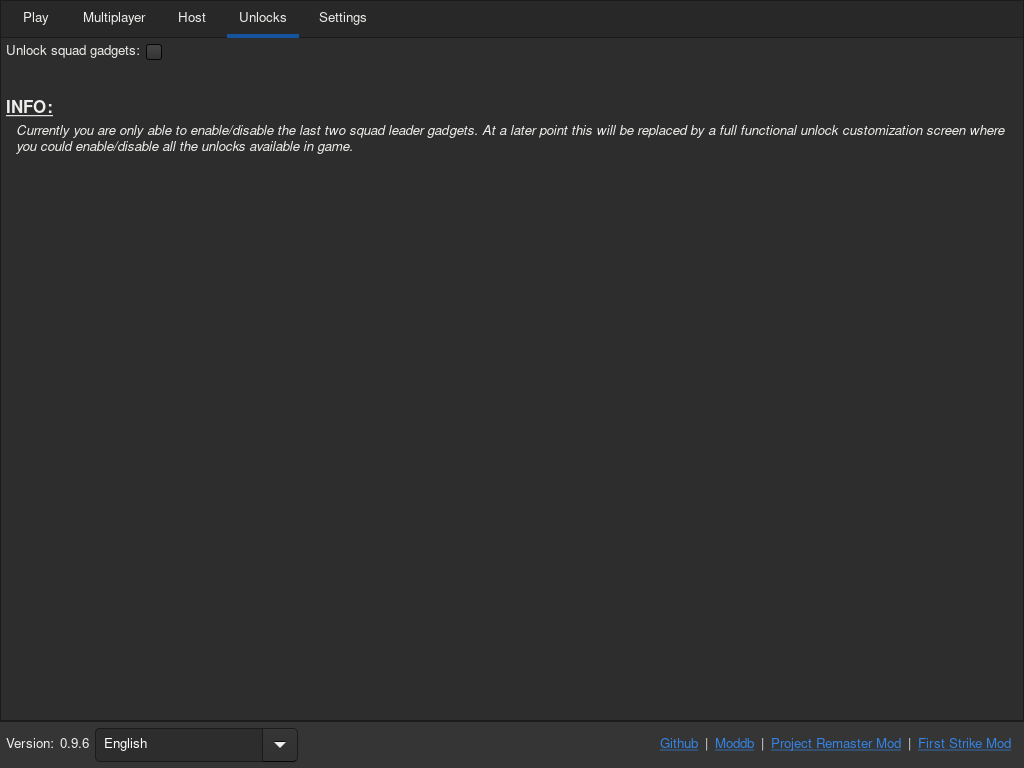 Play Multiplayer Host Unlocks Settings
Unlock squad gadgets:
INFO:
Currently you are only able to enable/disable the last two squad leader gadgets. At a later point this will be replaced by a full functional unlock customization screen where
you could enable/disable all the unlocks available in game.
Version: 0.9.6 English Github | Moddb | Project Remaster Mod | First Strike Mod